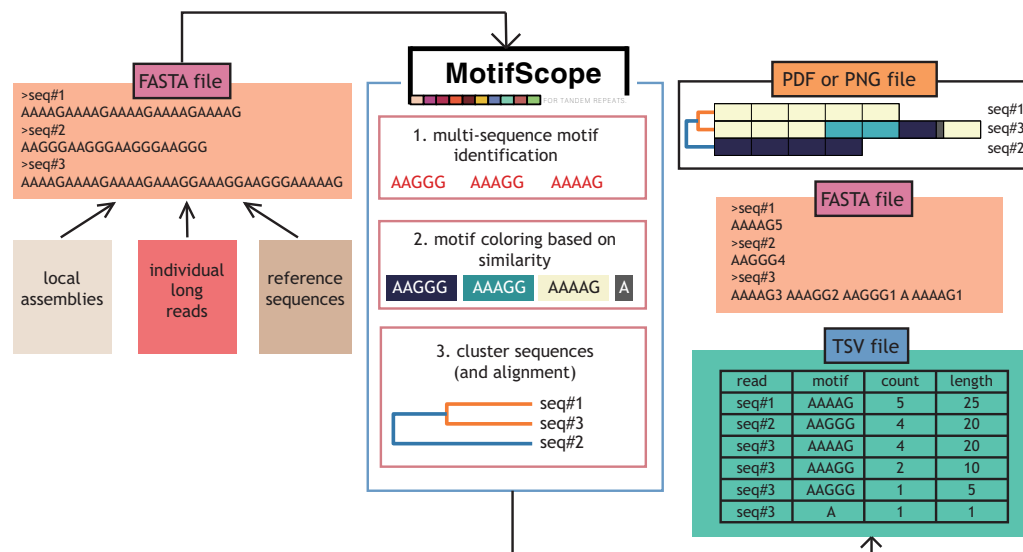 FASTA file
>seq#1
AAAAGAAAAGAAAAGAAAAGAAAAG
>seq#2
AAGGGAAGGGAAGGGAAGGG
>seq#3
AAAAGAAAAGAAAAGAAAGGAAAGGAAGGGAAAAAG
local
assemblies
individual
long
reads
reference
sequences
MotifScope
FOR TANDEM REPEATS.
1. multi-sequence motif
identification
AAGGG AAAGG AAAAG
2. motif coloring based on
similarity
AAGGG AAAGG AAAAG A
3. cluster sequences
(and alignment)
seq#1
seq#3
seq#2
PDF or PNG file
seq#1
seq#3
seq#2
FASTA file
>seq#1
AAAAG5
>seq#2
AAGGG4
>seq#3
AAAAG3 AAAGG2 AAGGG1 A AAAAG1
TSV file
read motif count length
seq#1 AAAAG 5 25
seq#2 AAGGG 4 20
seq#3 AAAAG 4 20
seq#3 AAAGG 2 10
seq#3 AAGGG 1 5
seq#3 A 1 1